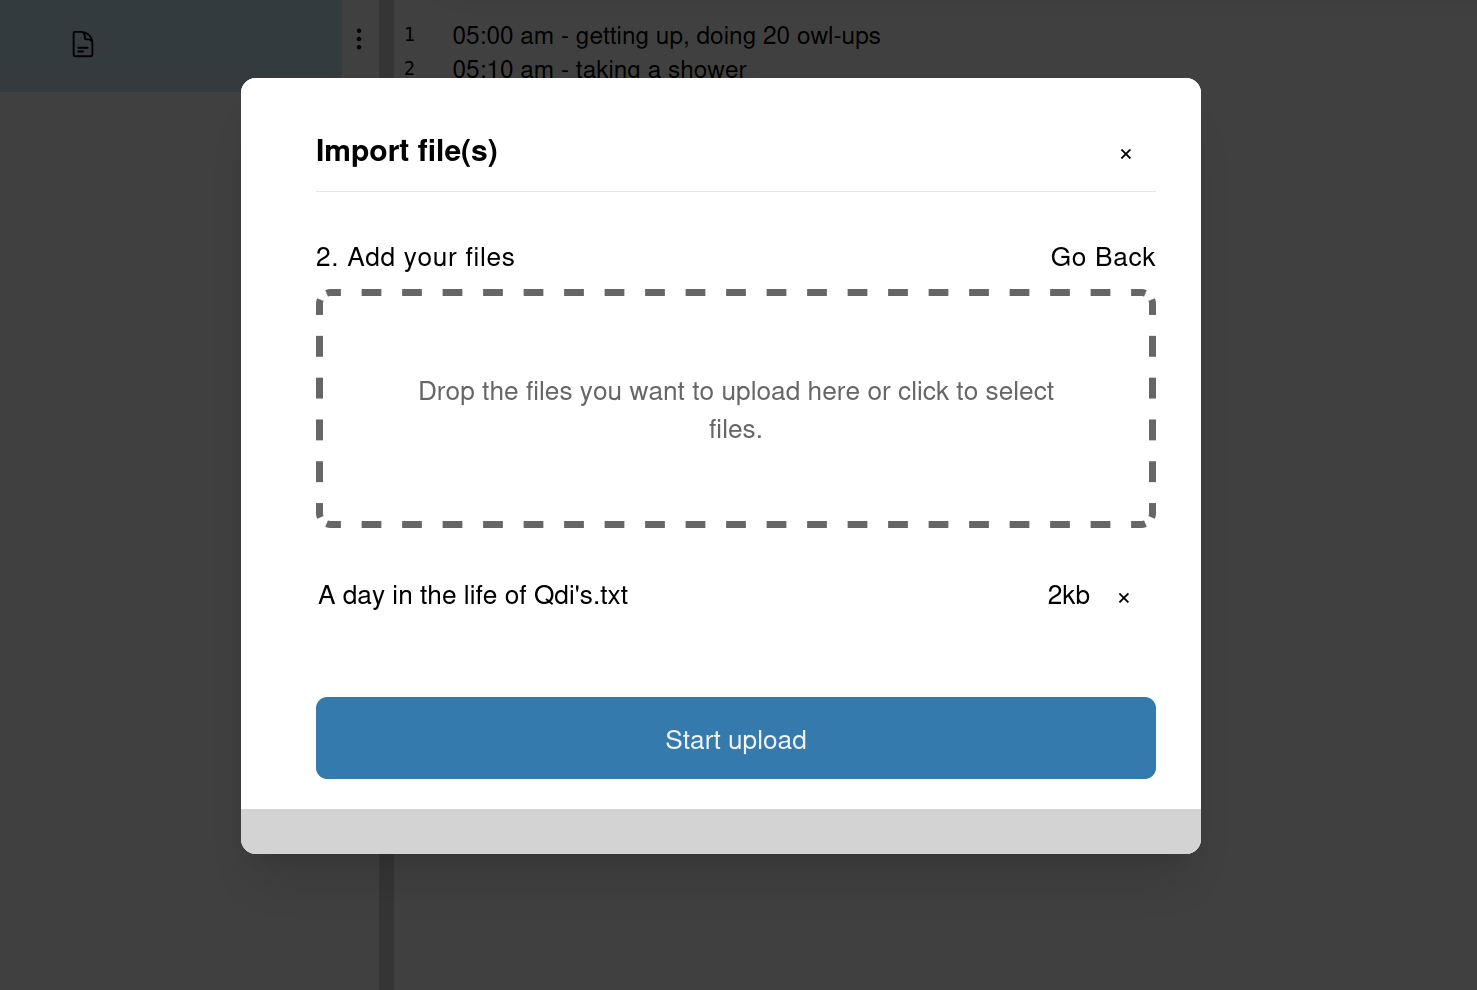 1 05:00 am - getting up, doing 20 owl-ups
2 05:10 am - taking a shower
Import file(s) ×
2. Add your files Go Back
Drop the files you want to upload here or click to select
files.
A day in the life of Qdi's.txt 2kb ×
Start upload